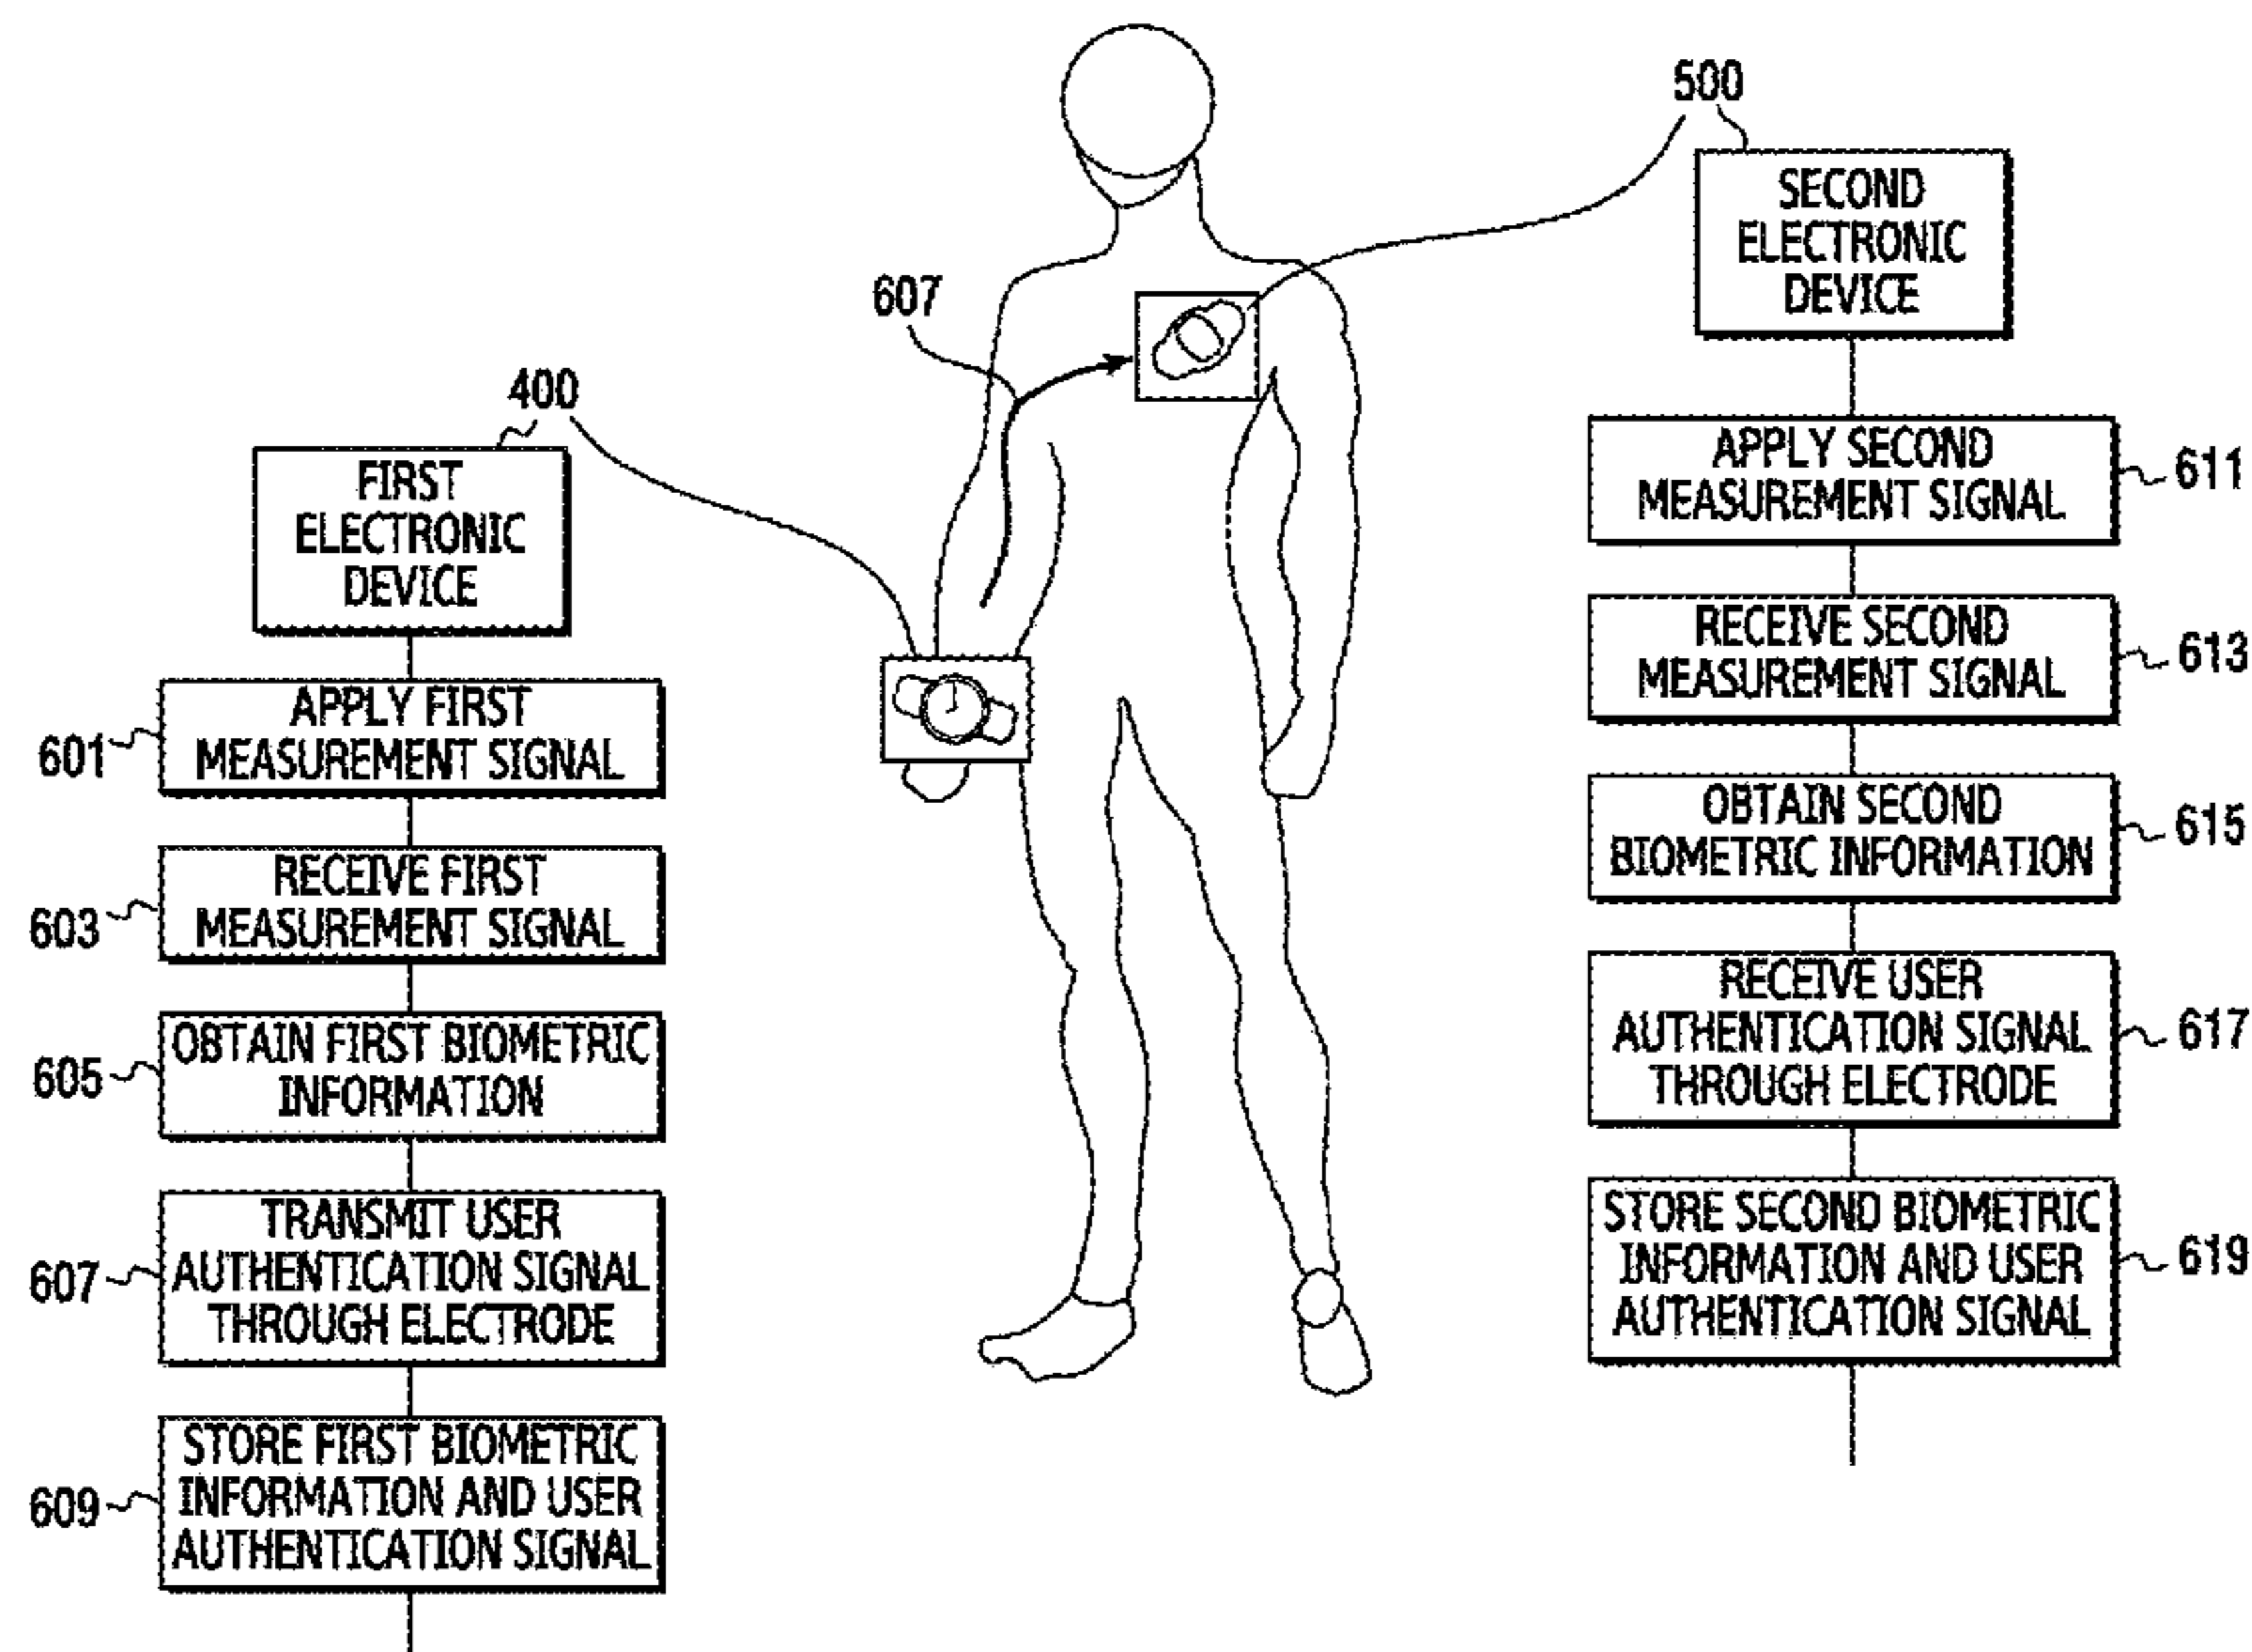 400
FIRST
ELECTRONIC
DEVICE
601
APPLY FIRST
MEASUREMENT SIGNAL
603
RECEIVE FIRST
MEASUREMENT SIGNAL
605
OBTAIN FIRST BIOMETRIC
INFORMATION
607
TRANSMIT USER
AUTHENTICATION SIGNAL
THROUGH ELECTRODE
609
STORE FIRST BIOMETRIC
INFORMATION AND USER
AUTHENTICATION SIGNAL
607
500
SECOND
ELECTRONIC
DEVICE
APPLY SECOND
MEASUREMENT SIGNAL
611
RECEIVE SECOND
MEASUREMENT SIGNAL
613
OBTAIN SECOND
BIOMETRIC INFORMATION
615
RECEIVE USER
AUTHENTICATION SIGNAL
THROUGH ELECTRODE
617
STORE SECOND BIOMETRIC
INFORMATION AND USER
AUTHENTICATION SIGNAL
619